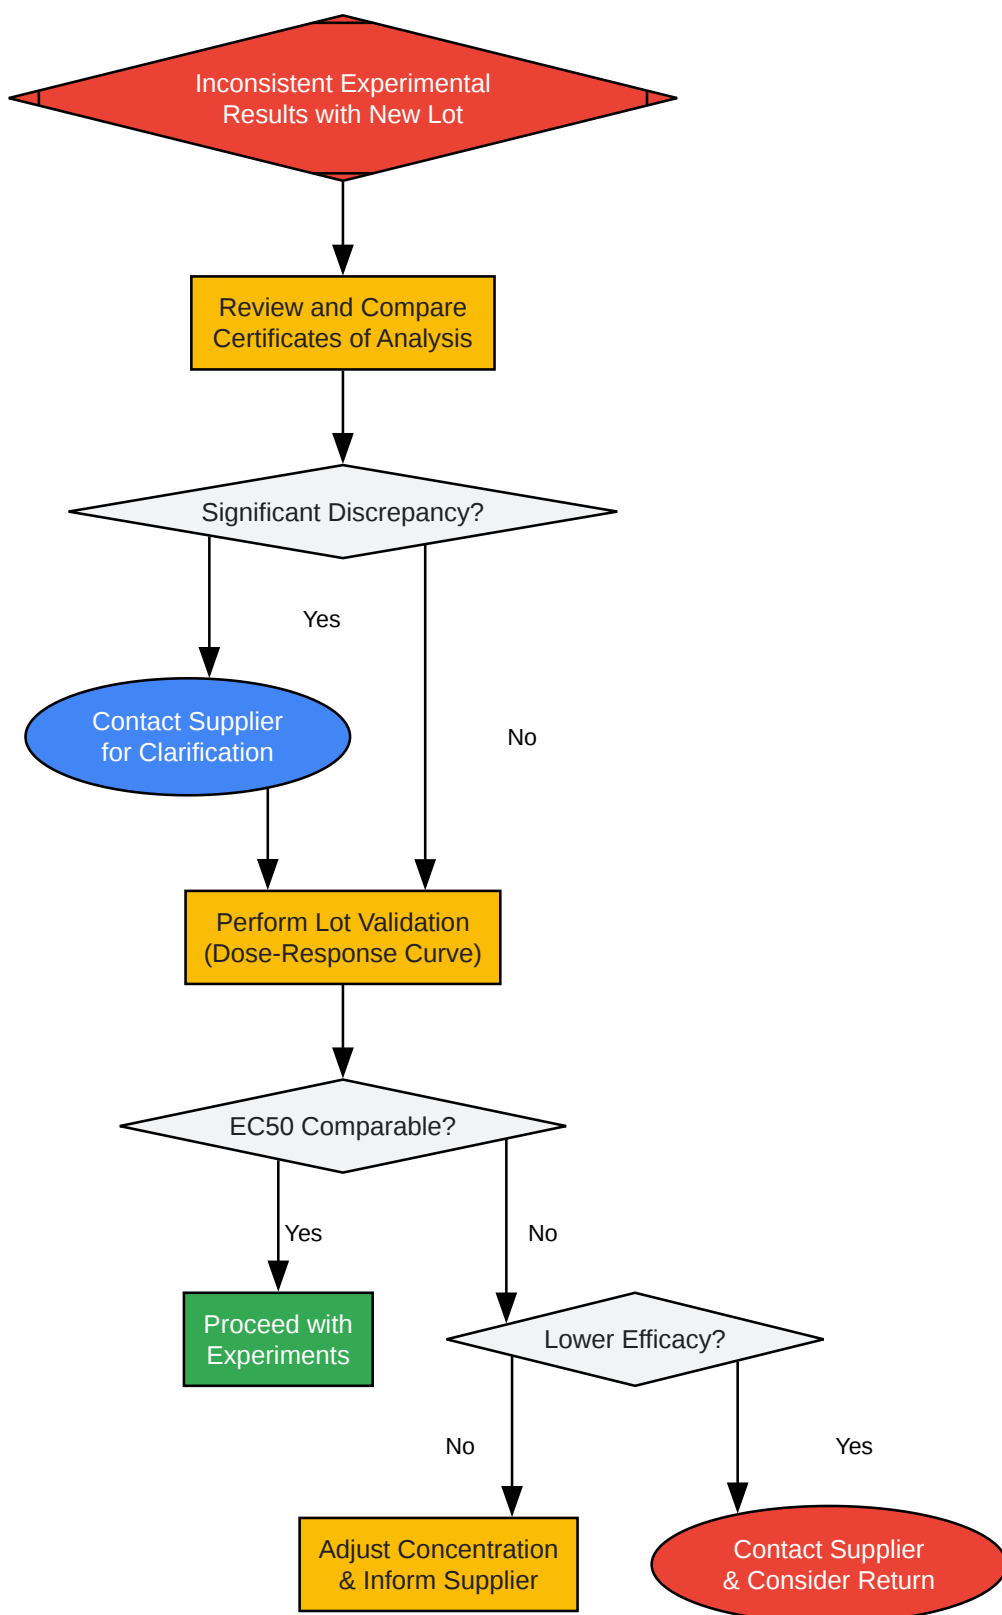 Inconsistent Experimental
Results with New Lot
Review and Compare
Certificates of Analysis
Significant Discrepancy?
Yes
Contact Supplier
for Clarification
No
Perform Lot Validation
(Dose-Response Curve)
EC50 Comparable?
Yes
No
Proceed with
Experiments
Lower Efficacy?
No
Yes
Adjust Concentration
& Inform Supplier
Contact Supplier
& Consider Return